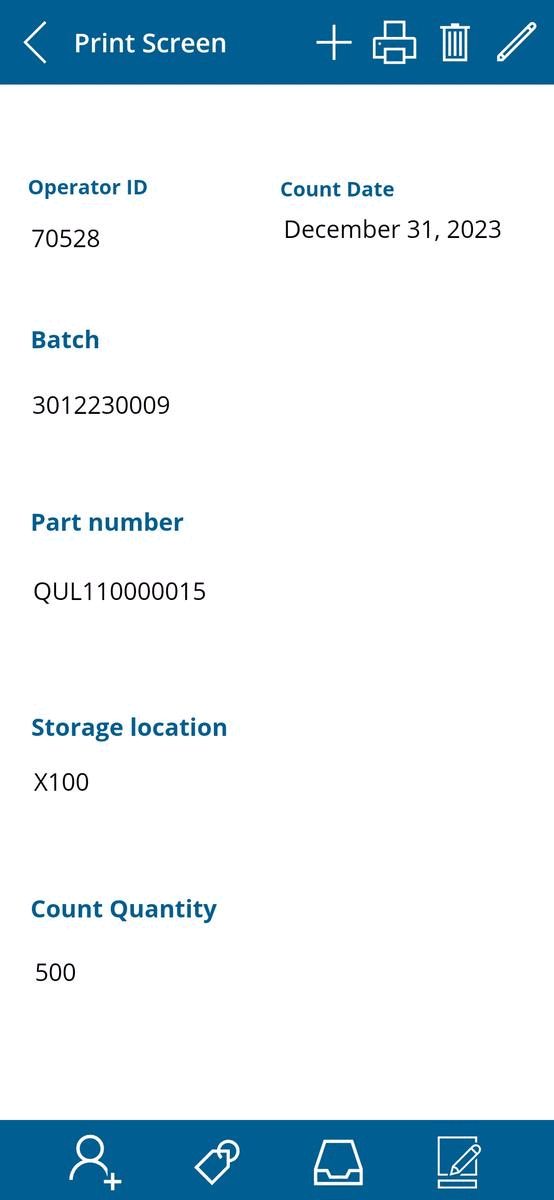 Print Screen
Operator ID
Count Date
70528
December 31, 2023
Batch
3012230009
Part number
QUL110000015
Storage location
X100
Count Quantity
500